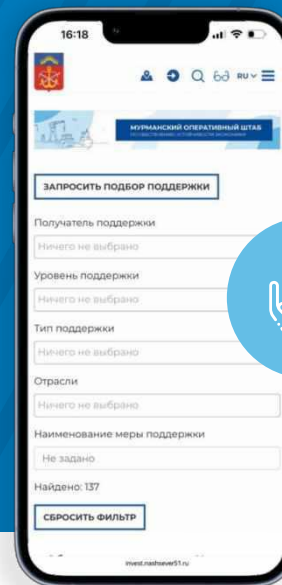 16:18
RU
МУРМАНСКИЙ ОПЕРАТИВНЫЙ ШТАБ
ЗАПРОСИТЬ ПОДБОР ПОДДЕРЖКИ
Получатель поддержки
Ничего не выбрано
Уровень поддержки
Ничего не выбрано
Тип поддержки
Ничего не выбрано
Отрасли
Ничего не выбрано
Наименование меры поддержки
Не задано
Найдено: 137
СБРОСИТЬ ФИЛЬТР
invest.nashsever51.ru